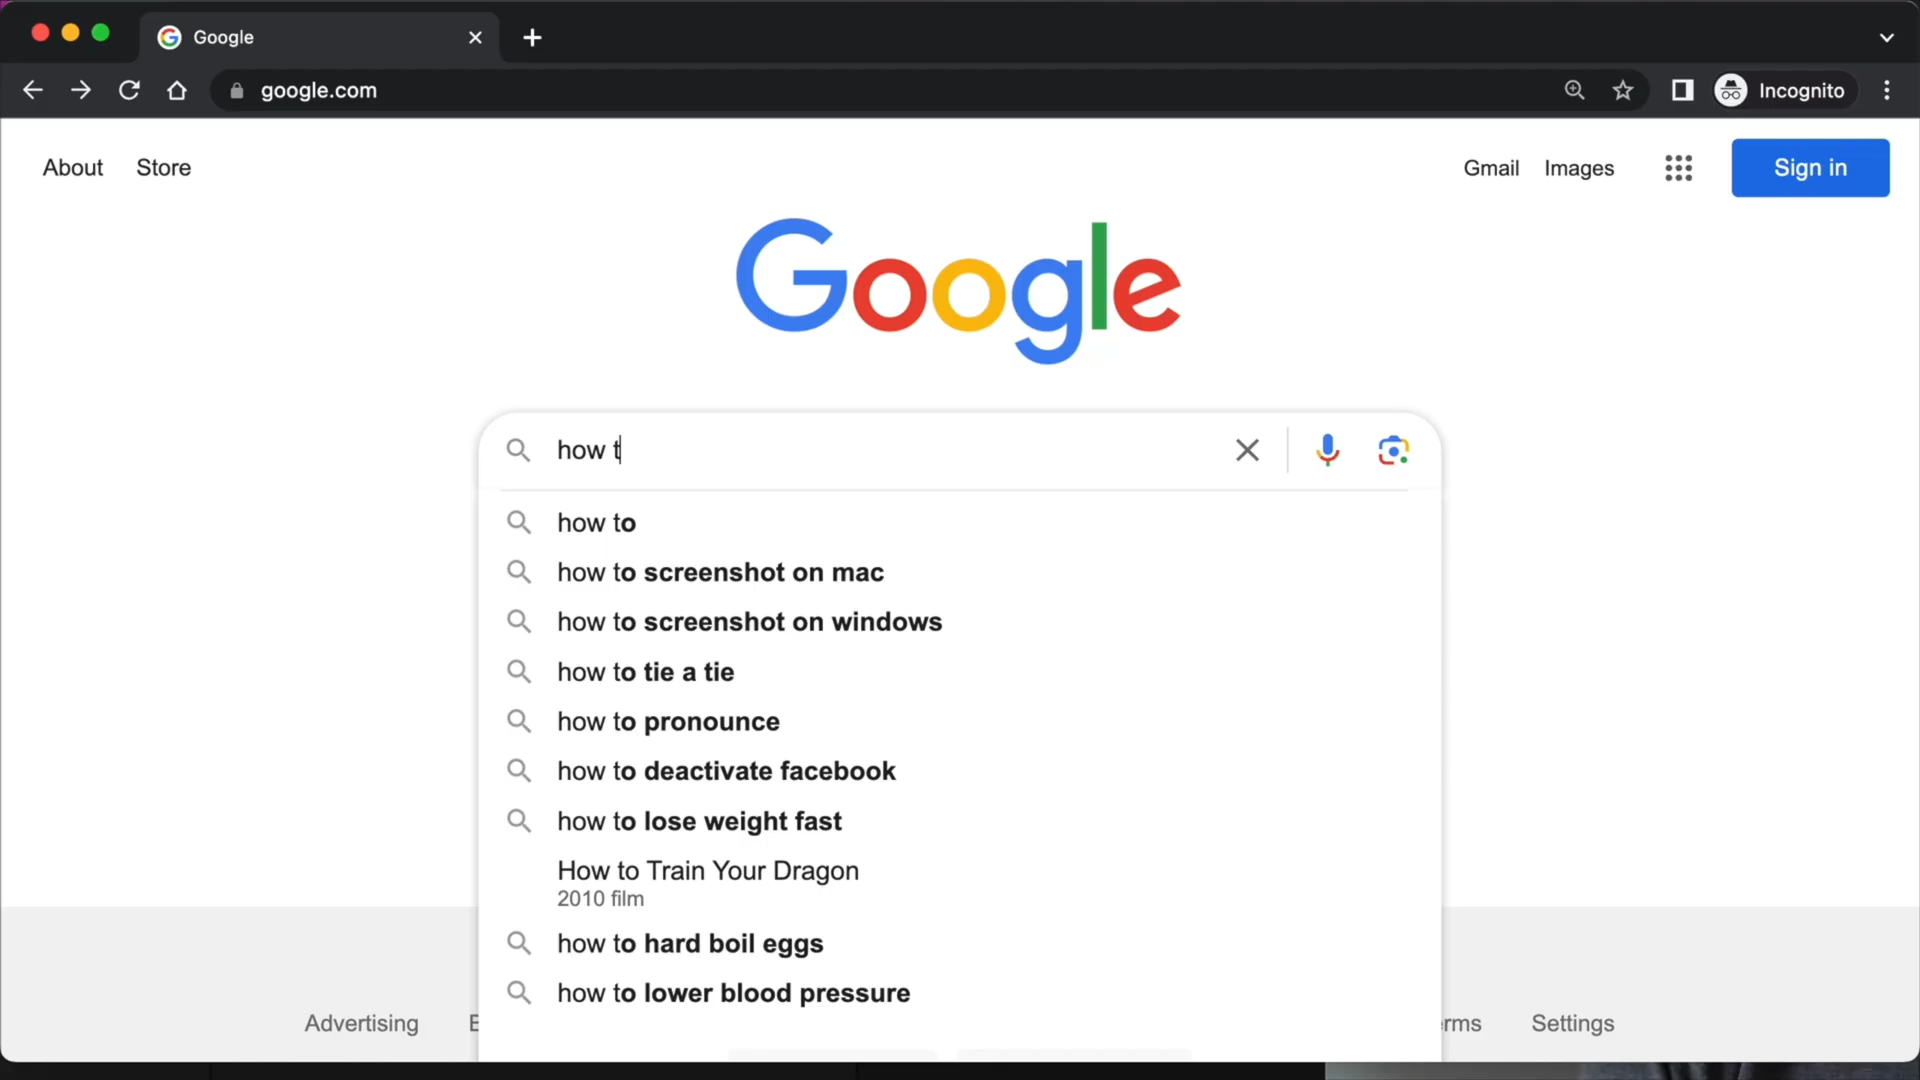 Google
google.com
Incognito
About
Store
Gmail
Images
Sign in
Google
how t
how to
how to screenshot on mac
how to screenshot on windows
how to tie a tie
how to pronounce
how to deactivate facebook
how to lose weight fast
How to Train Your Dragon
2010 film
how to hard boil eggs
how to lower blood pressure
Advertising
Settings